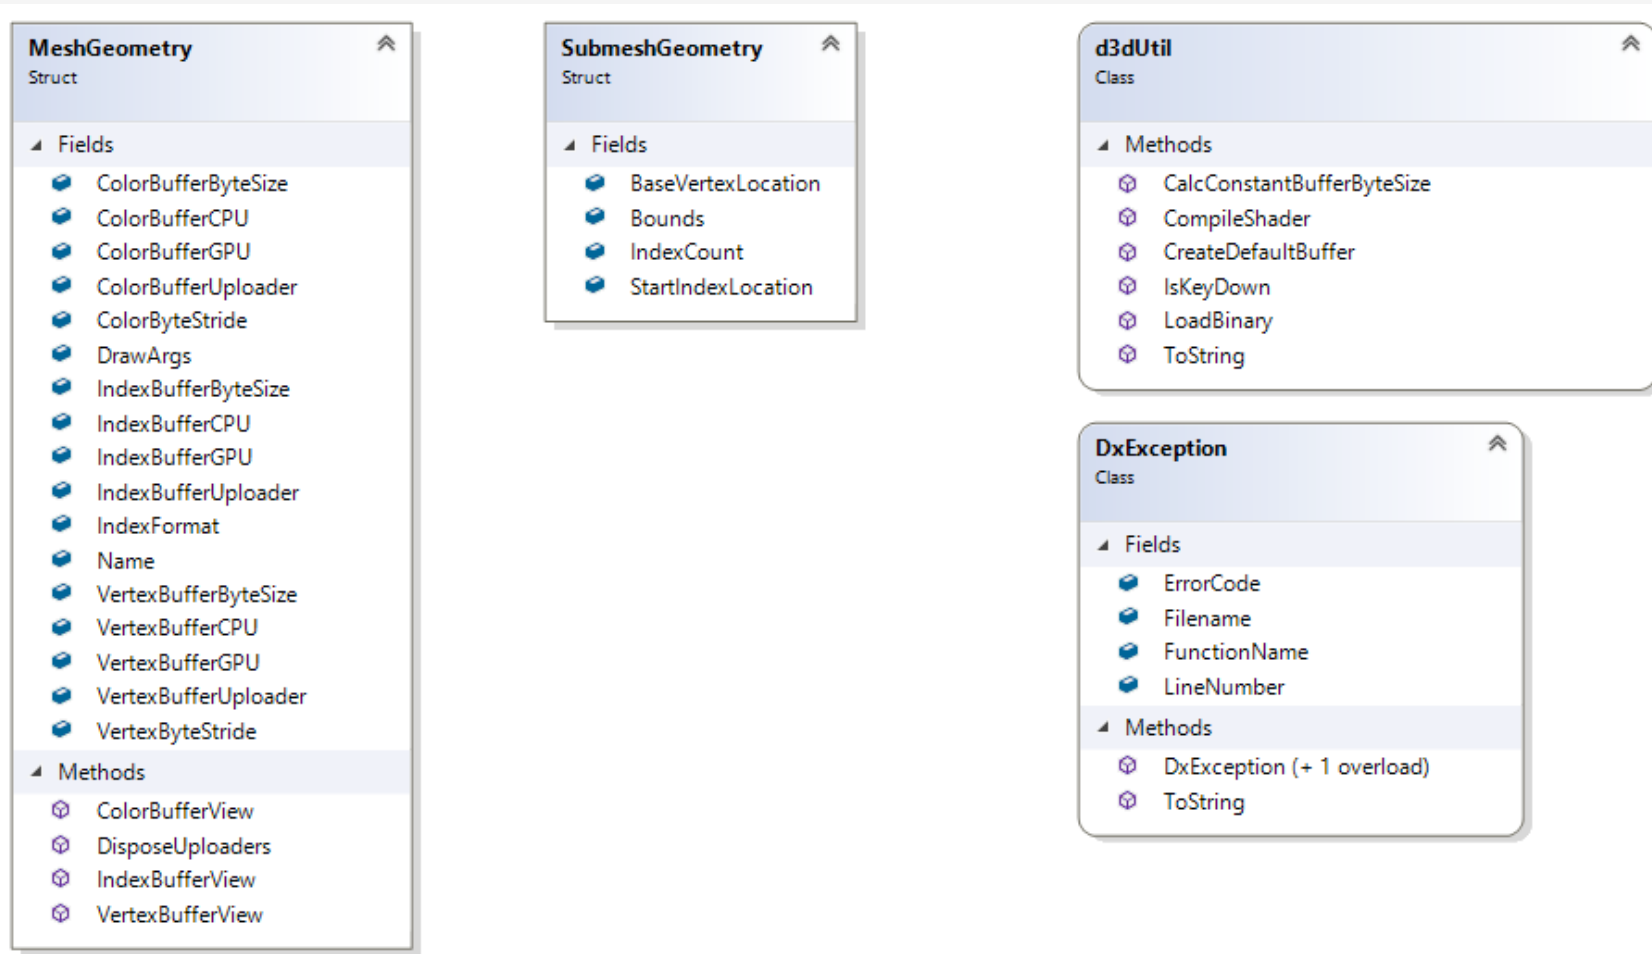 MeshGeometry
Struct
Fields
ColorBufferByteSize
ColorBufferCPU
ColorBufferGPU
ColorBufferUploader
ColorByteStride
DrawArgs
IndexBufferByteSize
IndexBufferCPU
IndexBufferGPU
IndexBufferUploader
IndexFormat
Name
VertexBufferByteSize
VertexBufferCPU
VertexBufferGPU
VertexBufferUploader
VertexByteStride
Methods
ColorBufferView
DisposeUploaders
IndexBufferView
VertexBufferView
SubmeshGeometry
Struct
Fields
BaseVertexLocation
Bounds
IndexCount
StartIndexLocation
d3dUtil
Class
Methods
CalcConstantBufferByteSize
CompileShader
CreateDefaultBuffer
IsKeyDown
LoadBinary
ToString
DxException
Class
Fields
ErrorCode
Filename
FunctionName
LineNumber
Methods
DxException (+ 1 overload)
ToString